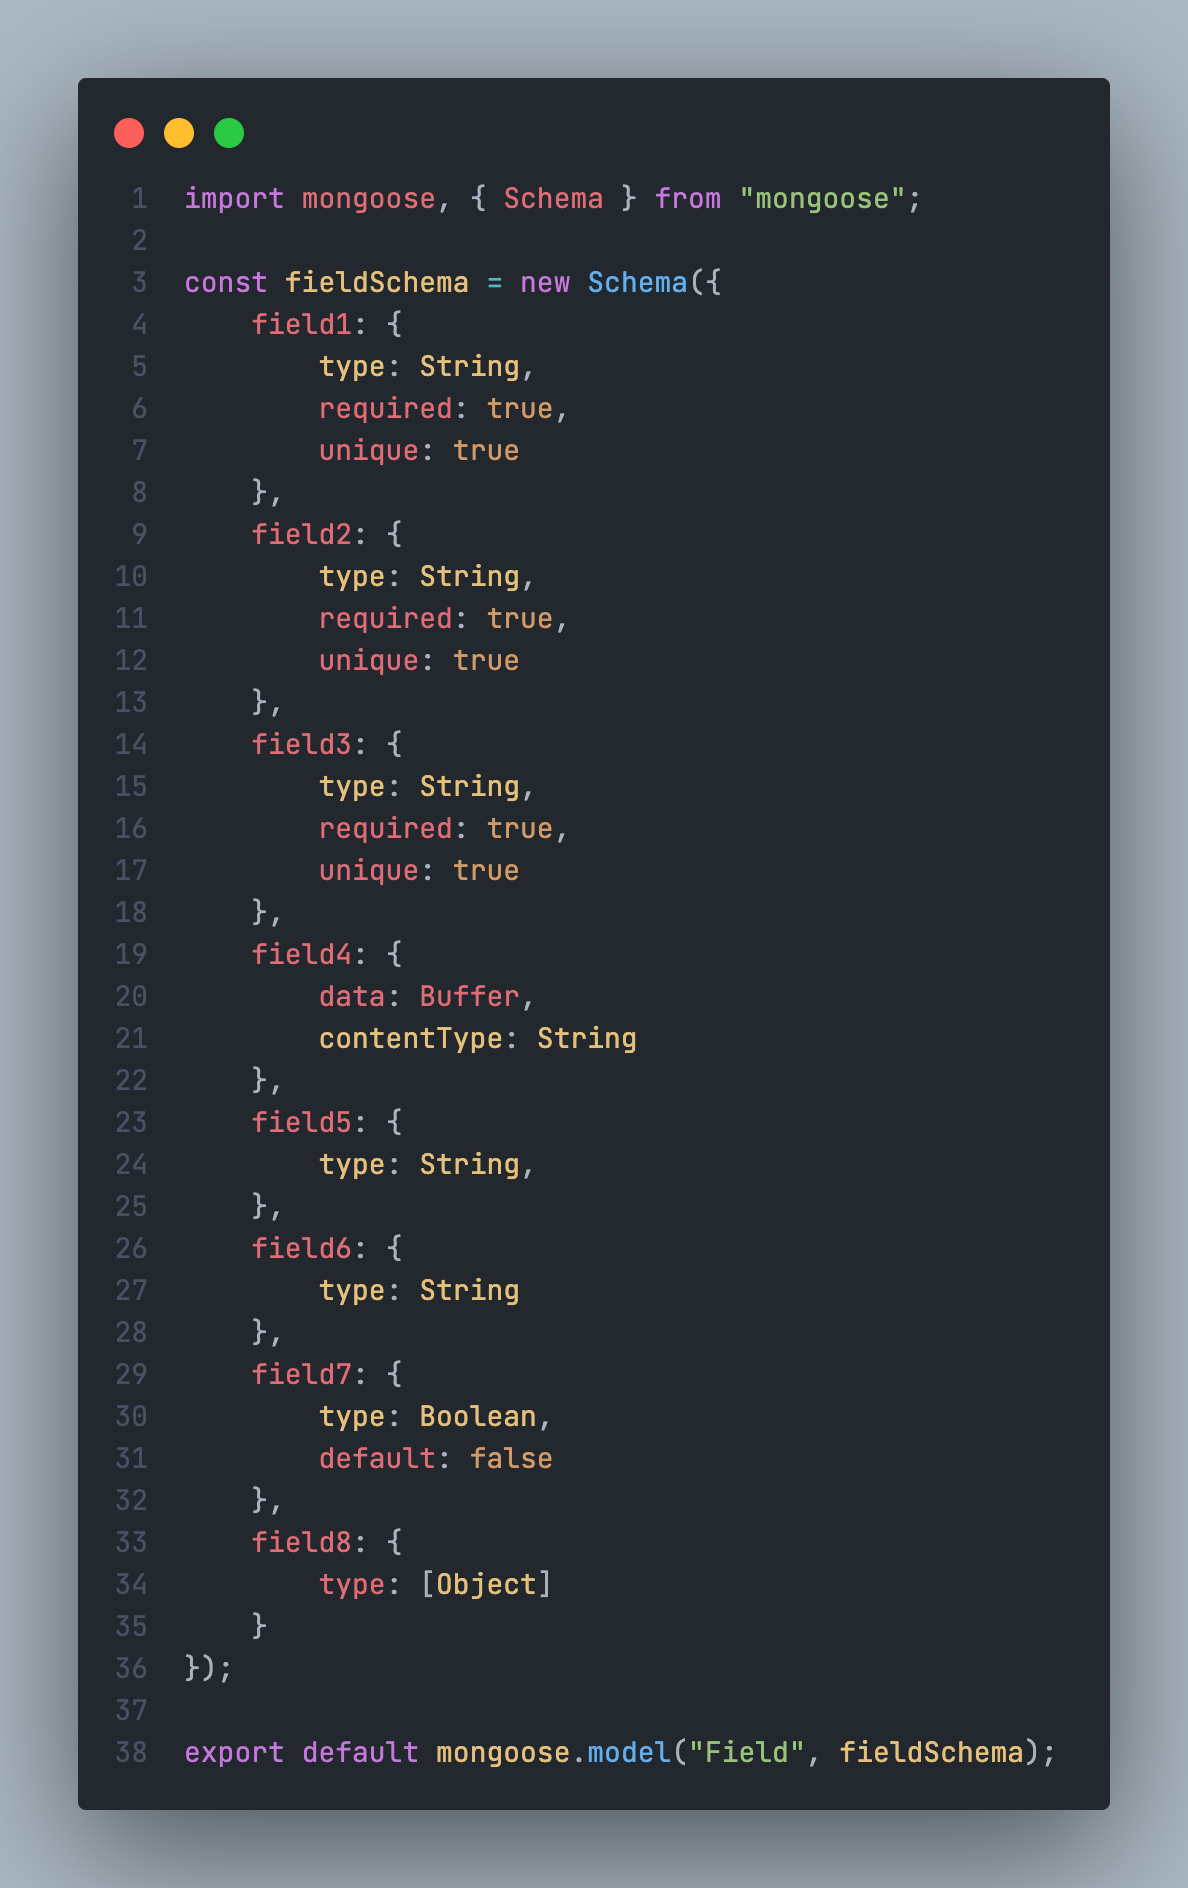 1 import mongoose, { Schema } from "mongoose";
2
3 const fieldSchema = new Schema({
4     field1: {
5         type: String,
6         required: true,
7         unique: true
8     },
9     field2: {
10         type: String,
11         required: true,
12         unique: true
13     },
14     field3: {
15         type: String,
16         required: true,
17         unique: true
18     },
19     field4: {
20         data: Buffer,
21         contentType: String
22     },
23     field5: {
24         type: String,
25     },
26     field6: {
27         type: String
28     },
29     field7: {
30         type: Boolean,
31         default: false
32     },
33     field8: {
34         type: [Object]
35     }
36 });
37
38 export default mongoose.model("Field", fieldSchema);